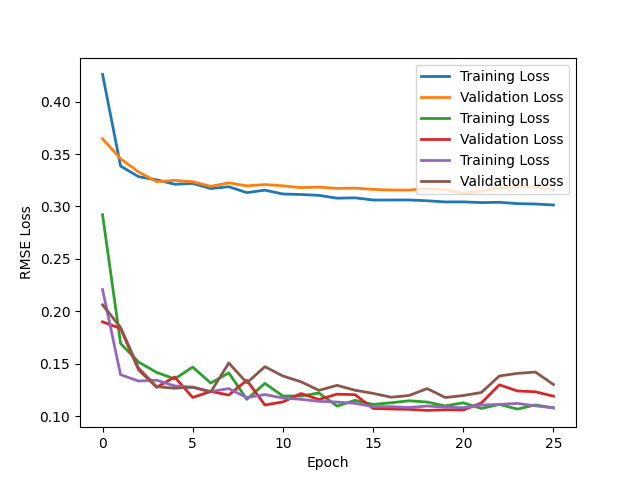 Training Loss
Validation Loss
Training Loss
Validation Loss
Training Loss
Validation Loss
RMSE Loss
0.40
0.35
0.30
0.25
0.20
0.15
0.10
0 5 10 15 20 25
Epoch